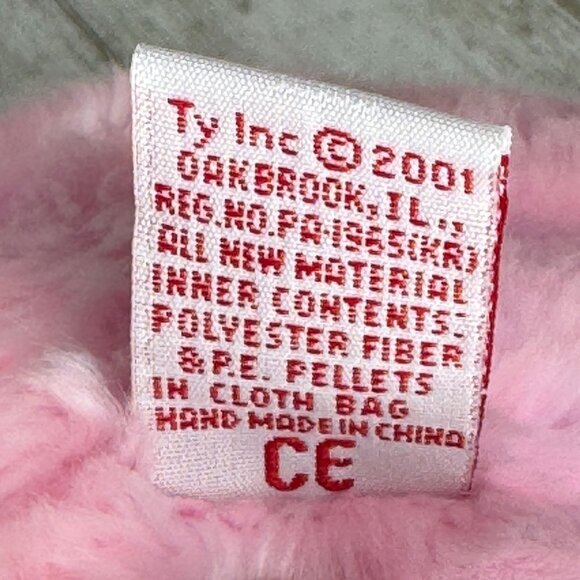 Ty Inc © 2001
OAKBROOK, IL.,
REG.NO.PA-1965(KR)
ALL NEW MATERIAL
INNER CONTENTS:
POLYESTER FIBER
& P.E. PELLETS
IN CLOTH BAG
HAND MADE IN CHINA
CE